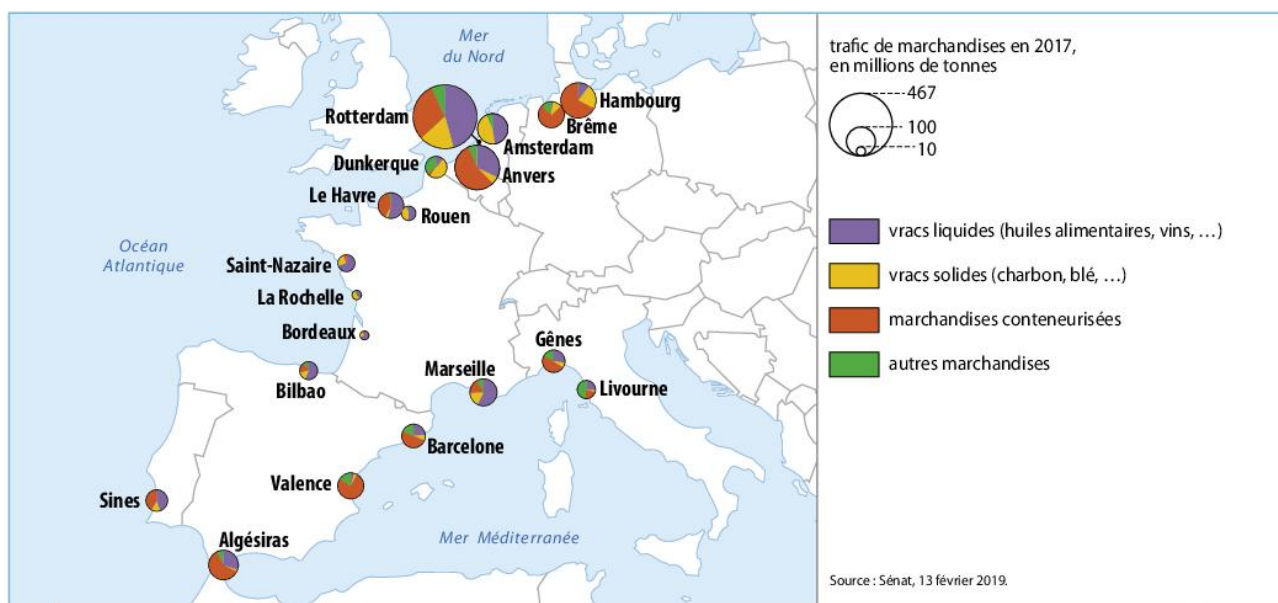 Mer
du Nord
Hambourg
Rotterdam
Brême
Amsterdam
Dunkerque
Anvers
Le Havre
Rouen
Océan
Atlantique
Saint-Nazaire
La Rochelle
Bordeaux
Gênes
Marseille
Bilbao
Livourne
Barcelone
Valence
Sines
Mer Méditerranée
Algésiras
trafic de marchandises en 2017,
en millions de tonnes
467
100
10
vracs liquides (huiles alimentaires, vins, …)
vracs solides (charbon, blé, …)
marchandises conteneurisées
autres marchandises
Source : Sénat, 13 février 2019.